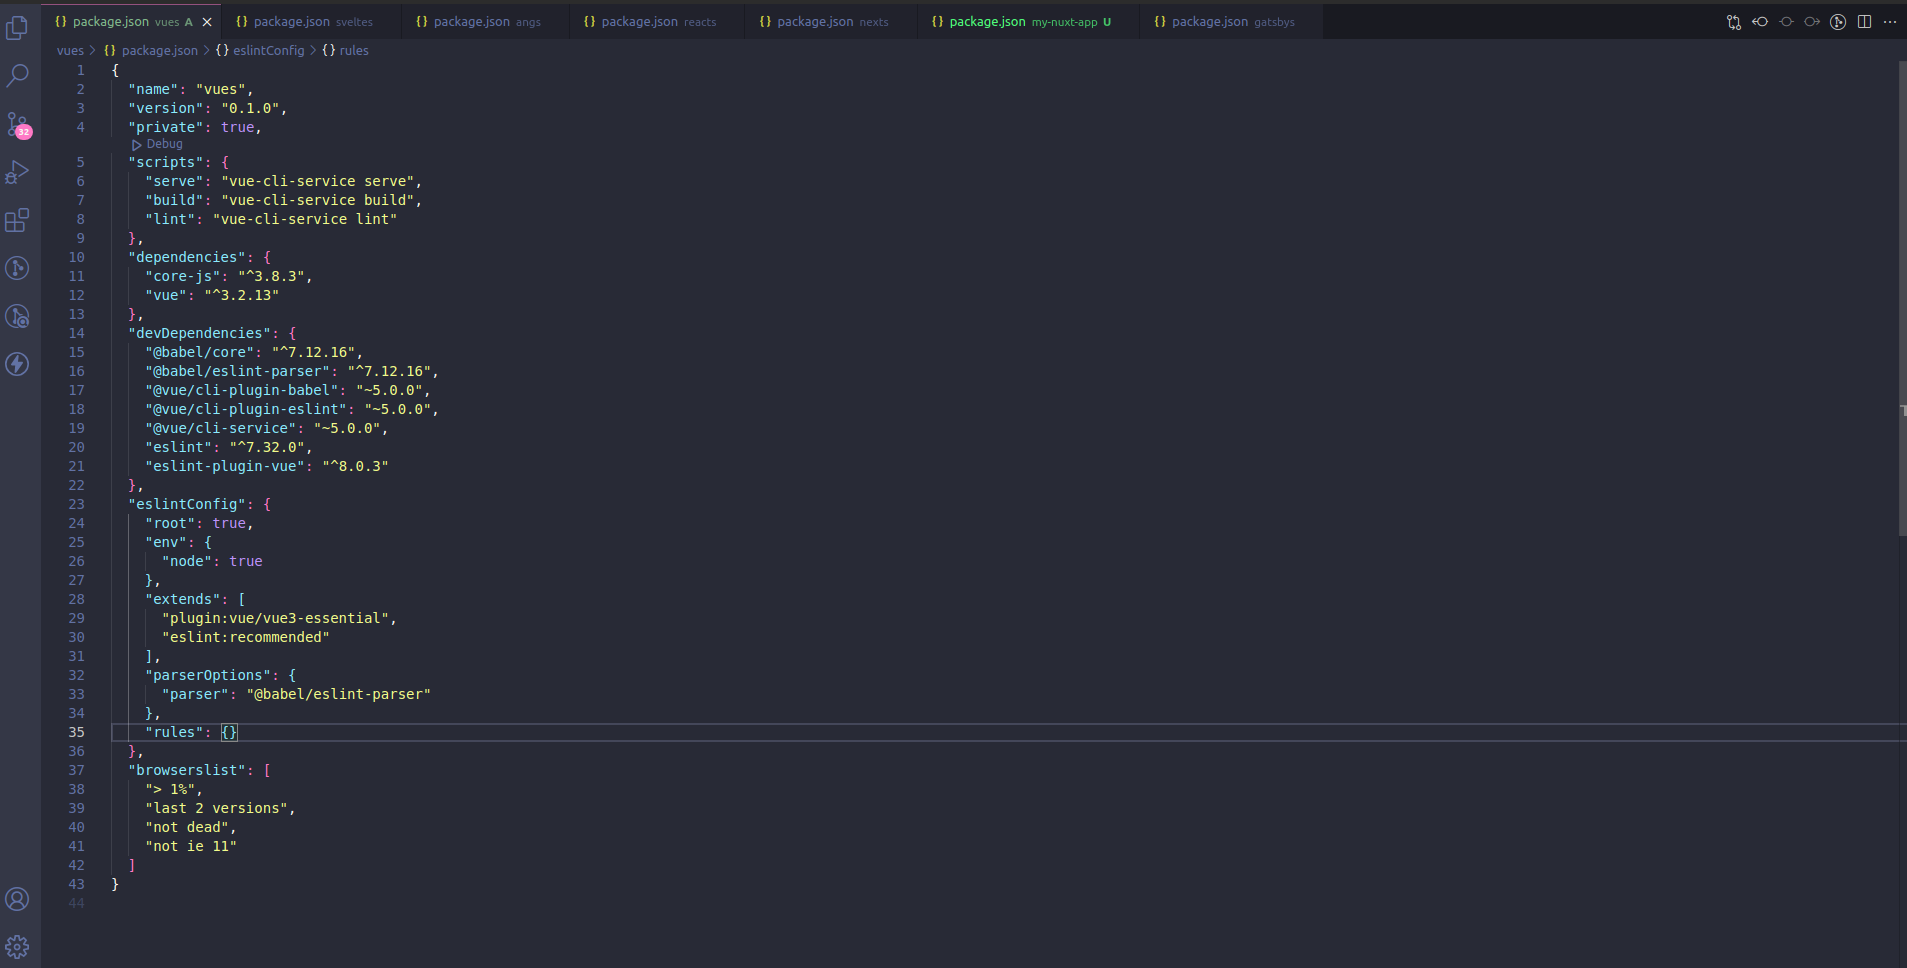 package.json vues A package.json sveltes package.json angs package.json reacts package.json nexts package.json my-nuxt-app U package.json gatsbys
vues > package.json > {} eslintConfig > {} rules
1 {
2 "name": "vues",
3 "version": "0.1.0",
4 "private": true,
Debug
5 "scripts": {
6 "serve": "vue-cli-service serve",
7 "build": "vue-cli-service build",
8 "lint": "vue-cli-service lint"
9 },
10 "dependencies": {
11 "core-js": "^3.8.3",
12 "vue": "^3.2.13"
13 },
14 "devDependencies": {
15 "@babel/core": "^7.12.16",
16 "@babel/eslint-parser": "^7.12.16",
17 "@vue/cli-plugin-babel": "~5.0.0",
18 "@vue/cli-plugin-eslint": "~5.0.0",
19 "@vue/cli-service": "~5.0.0",
20 "eslint": "^7.32.0",
21 "eslint-plugin-vue": "^8.0.3"
22 },
23 "eslintConfig": {
24 "root": true,
25 "env": {
26 "node": true
27 },
28 "extends": [
29 "plugin:vue/vue3-essential",
30 "eslint:recommended"
31 ],
32 "parserOptions": {
33 "parser": "@babel/eslint-parser"
34 },
35 "rules": {}
36 },
37 "browserslist": [
38 "> 1%",
39 "last 2 versions",
40 "not dead",
41 "not ie 11"
42 ]
43 }
44
32